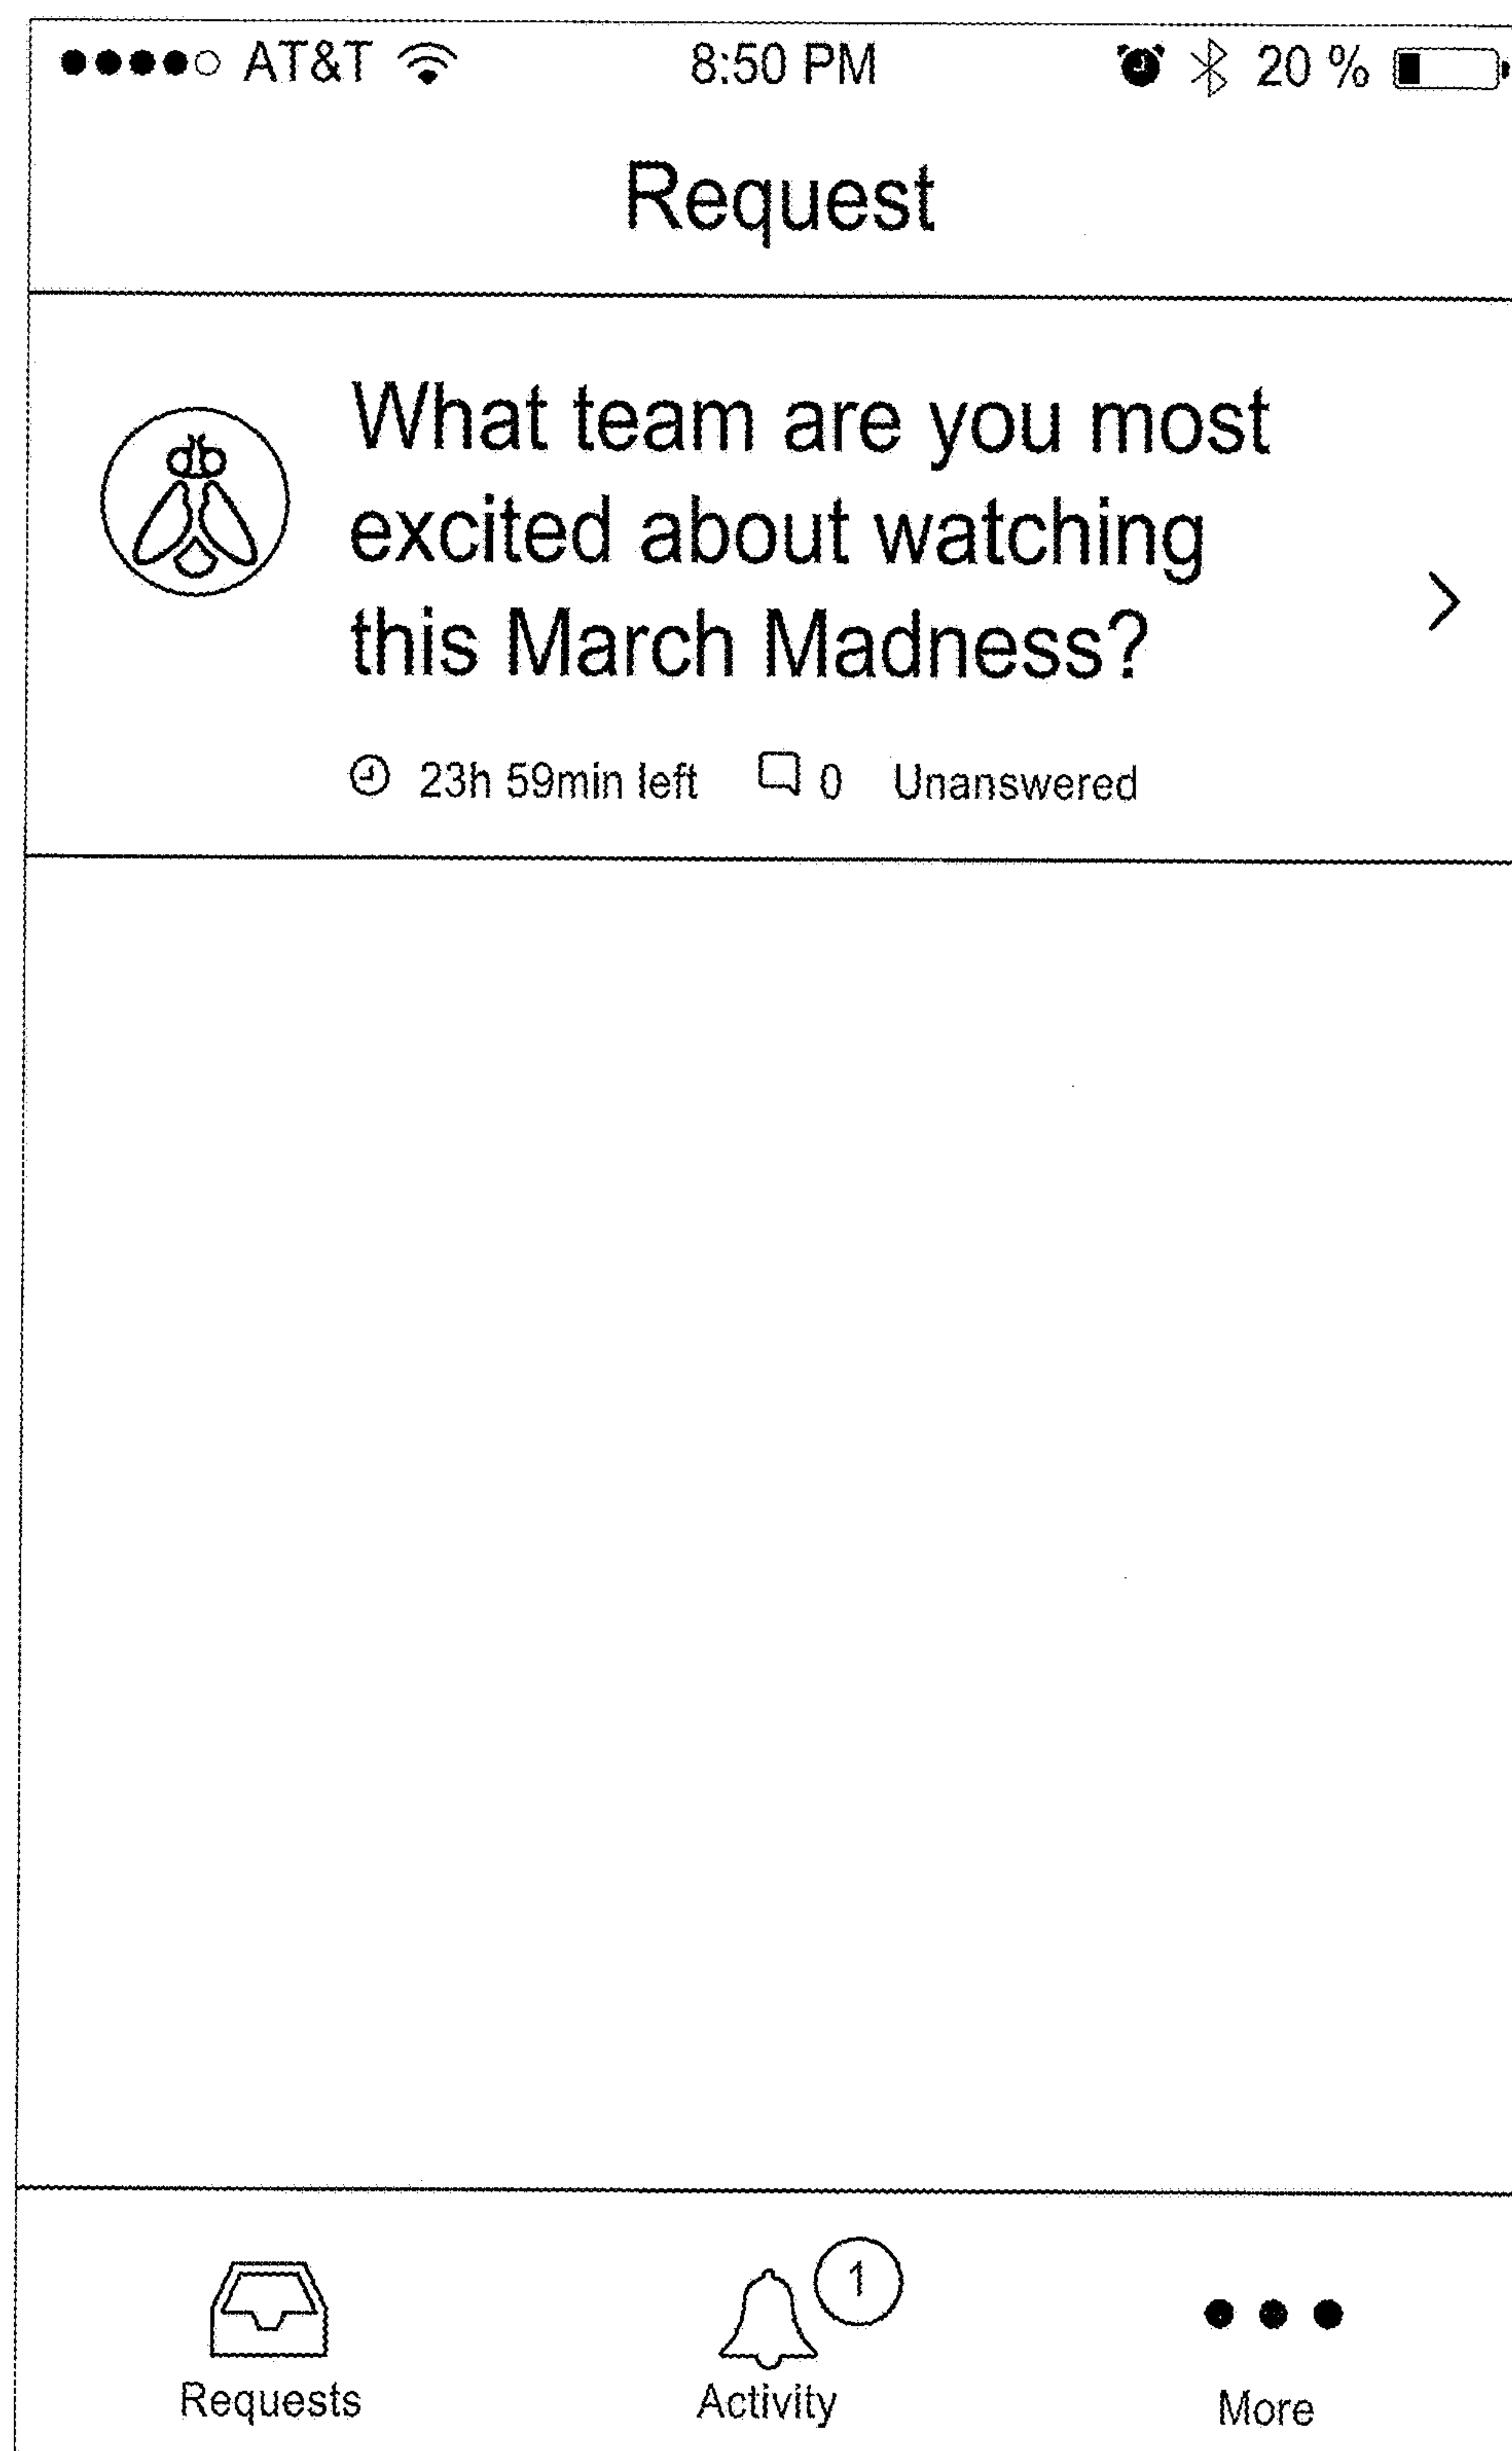 AT&T 8:50 PM 20 %
Request
What team are you most
excited about watching
this March Madness?
23h 59min left 0 Unanswered
1
Requests Activity More